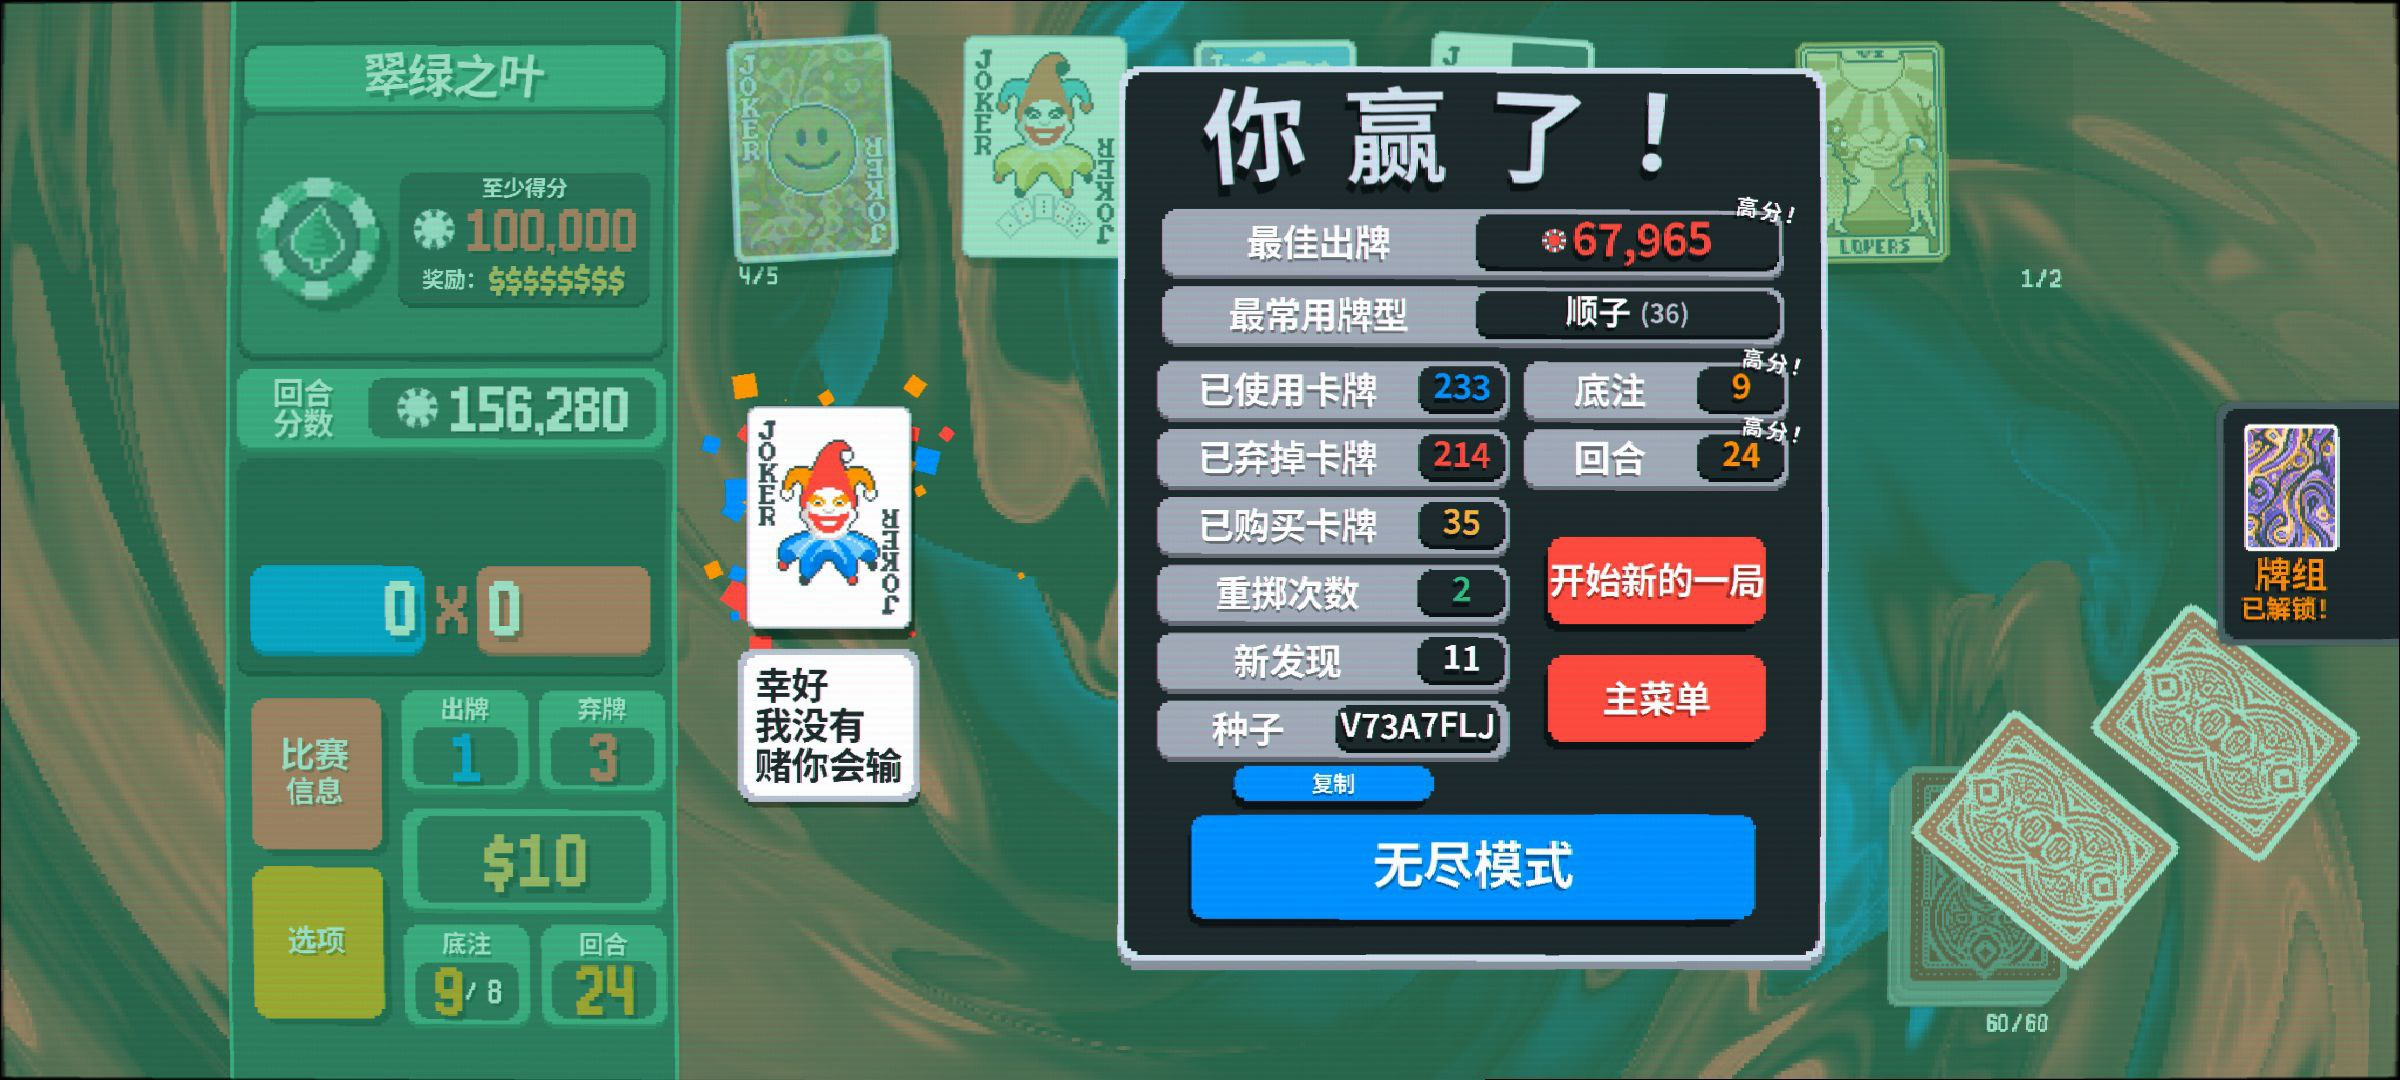 翠绿之叶
至少得分
100,000
奖励: $$$$$$$$
回合
分数
156,280
0 X 0
比赛
信息
出牌
1
弃牌
3
$10
选项
底注
9/ 8
回合
24
JOKER
JOKER
4/5
JOKER
JOKER
J
J
VI
LOVERS
1/2
JOKER
JOKER
幸好
我没有
赌你会输
你赢了!
最佳出牌
67,965
高分!
最常用牌型
顺子 (36)
已使用卡牌
233
底注
9
高分!
已弃掉卡牌
214
回合
24
高分!
已购买卡牌
35
重掷次数
2
新发现
11
种子
V73A7FLJ
复制
开始新的一局
主菜单
无尽模式
牌组
已解锁!
60/60